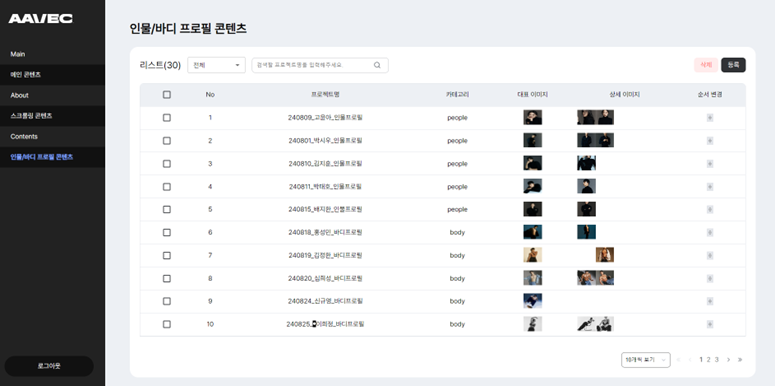 AAVEC
인물/바디 프로필 콘텐츠
Main
메인 콘텐츠
About
스크롤링 콘텐츠
Contents
인물/바디 프로필 콘텐츠
로그아웃
리스트(30) 전체 검색할 프로젝트명을 입력해주세요 삭제 등록
No 프로젝트명 카테고리 대표 이미지 상세 이미지 순서 변경
1 240809_고윤아_인물프로필 people
2 240801_박시우_인물프로필 people
3 240810_김지훈_인물프로필 people
4 240811_박태호_인물프로필 people
5 240815_배지환_인물프로필 people
6 240818_홍성민_바디프로필 body
7 240819_김정환_바디프로필 body
8 240820_심희성_바디프로필 body
9 240824_신규영_바디프로필 body
10 240825_이희형_바디프로필 body
10개씩 보기 1 2 3